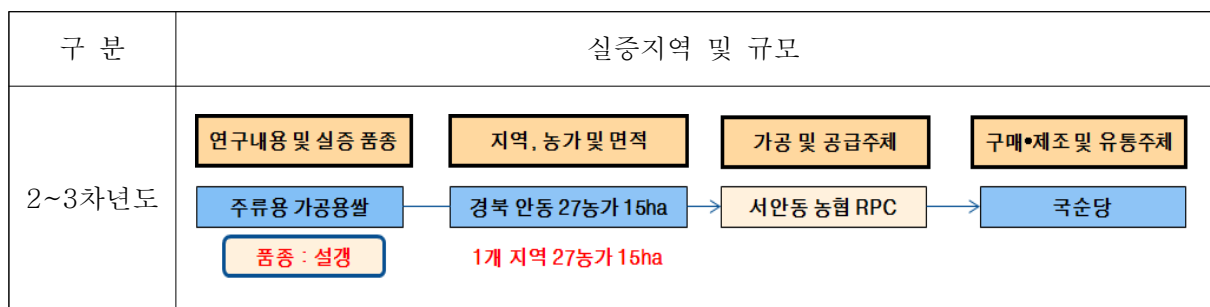 구 분
실증지역 및 규모
2~3차년도
연구내용 및 실증 품종
지역, 농가 및 면적
가공 및 공급주체
구매•제조 및 유통주체
주류용 가공용쌀
경북 안동 27농가 15ha
서안동 농협 RPC
국순당
품종 : 설갱
1개 지역 27농가 15ha